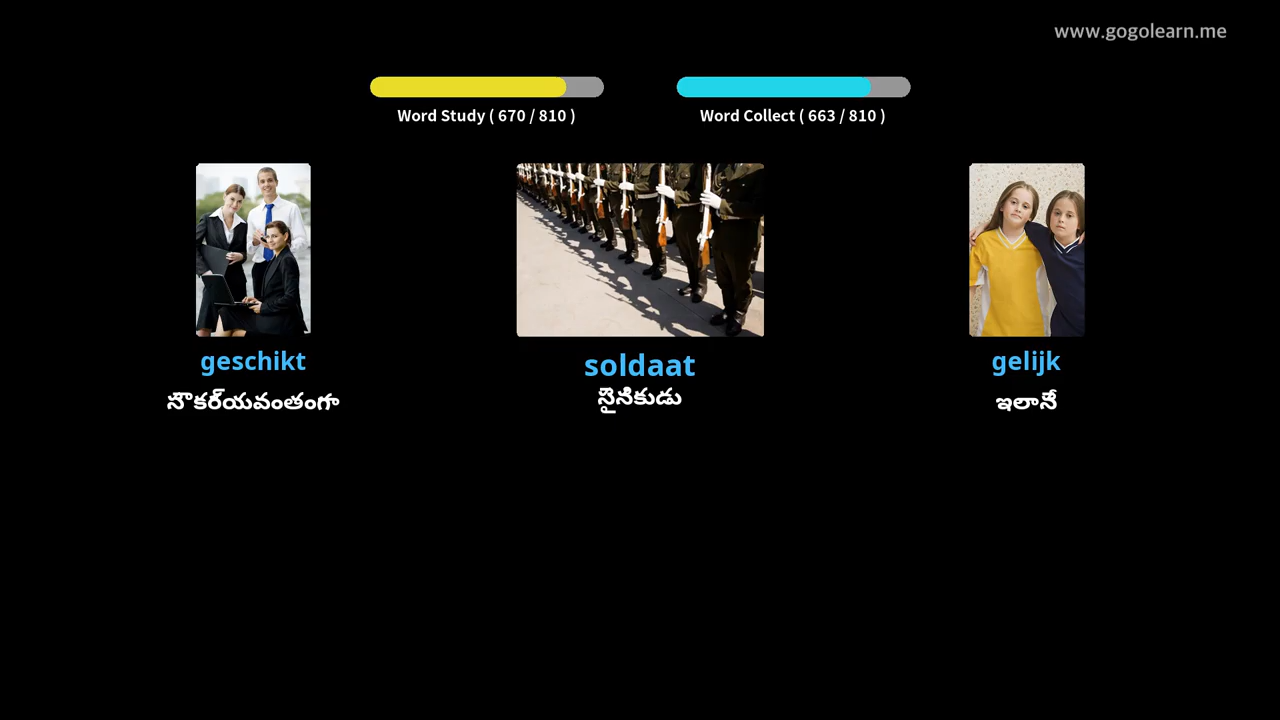 www.gogolearn.me
Word Study ( 670 / 810 )
Word Collect ( 663 / 810 )
geschikt
సౌకర్యవంతంగా
soldaat
సైనికుడు
gelijk
ఇలానే